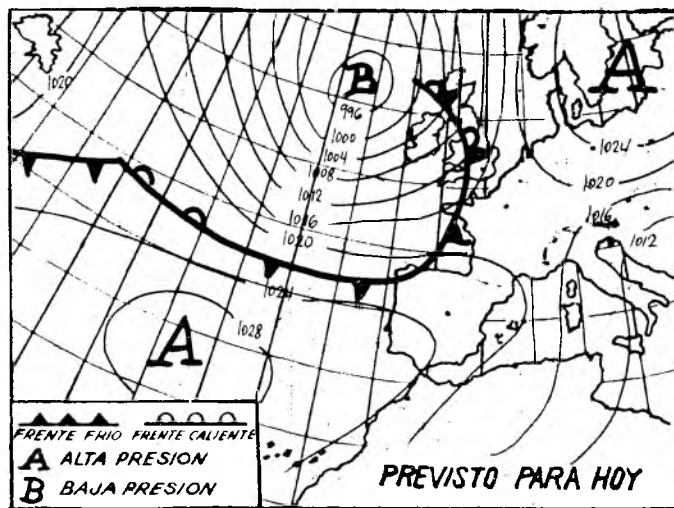 B
A
1020
996
1000
1004
1008
1012
1016
1020
1024
1020
1016
1012
1024
1028
A
FRENTE FRIO FRENTE CALIENTE
A ALTA PRESION
B BAJA PRESION
PREVISTO PARA HOY